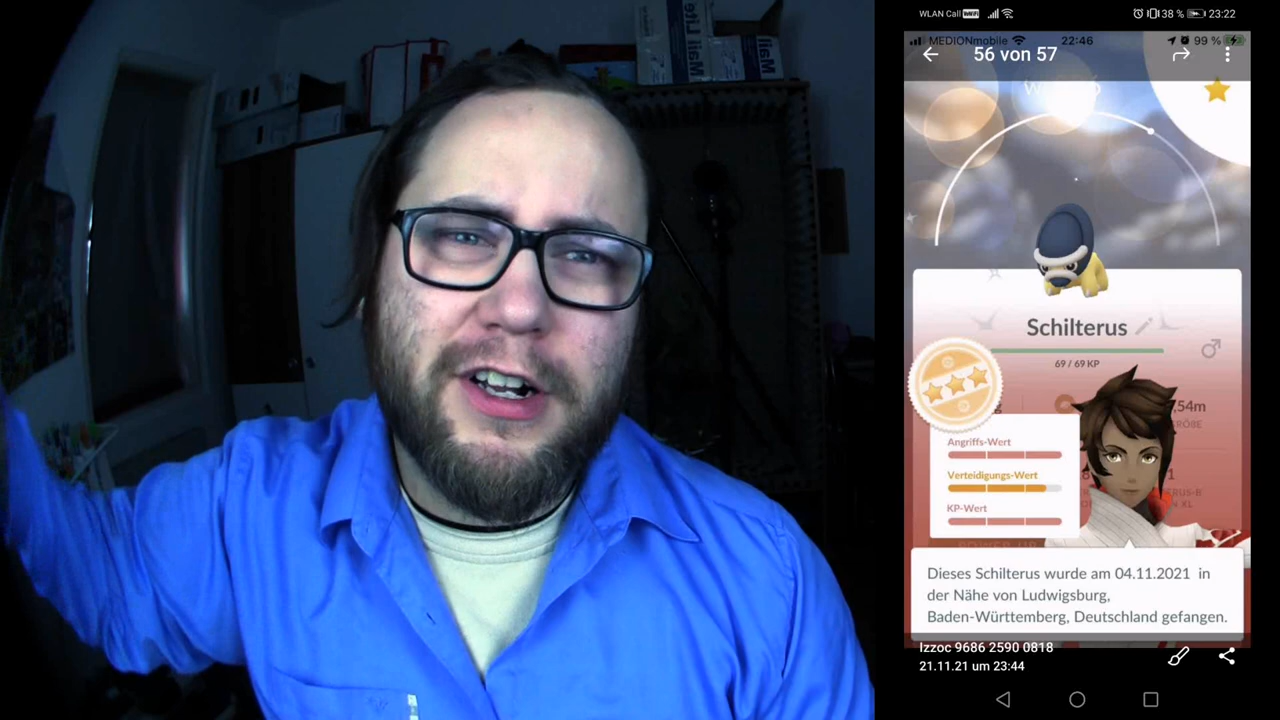 MailLite
WLAN Call
38 %
23:22
MEDIONmobile
22:46
99 %
56 von 57
Schilterus
69 / 69 KP
,54m
Angriffs-Wert
Verteidigungs-Wert
KP-Wert
Dieses Schilterus wurde am 04.11.2021 in
der Nähe von Ludwigsburg,
Baden-Württemberg, Deutschland gefangen.
Izzoc 9686 2590 0818
21.11.21 um 23:44